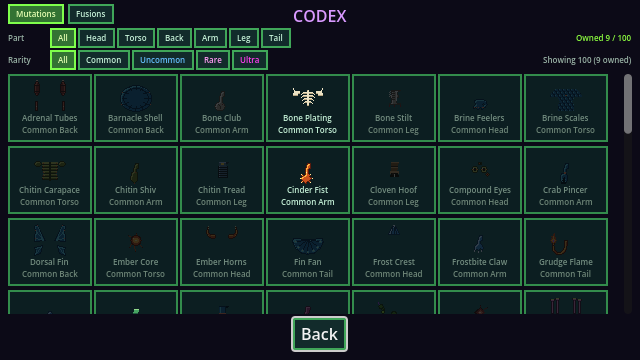 Mutations Fusions
CODEX
Part All Head Torso Back Arm Leg Tail Owned 9 / 100
Rarity All Common Uncommon Rare Ultra Showing 100 (9 owned)
Adrenal Tubes
Common Back
Barnacle Shell
Common Back
Bone Club
Common Arm
Bone Plating
Common Torso
Bone Stilt
Common Leg
Brine Feelers
Common Head
Brine Scales
Common Torso
Chitin Carapace
Common Torso
Chitin Shiv
Common Arm
Chitin Tread
Common Leg
Cinder Fist
Common Arm
Cloven Hoof
Common Leg
Compound Eyes
Common Head
Crab Pincer
Common Arm
Dorsal Fin
Common Back
Ember Core
Common Torso
Ember Horns
Common Head
Fin Fan
Common Tail
Frost Crest
Common Head
Frostbite Claw
Common Arm
Grudge Flame
Common Tail
Back